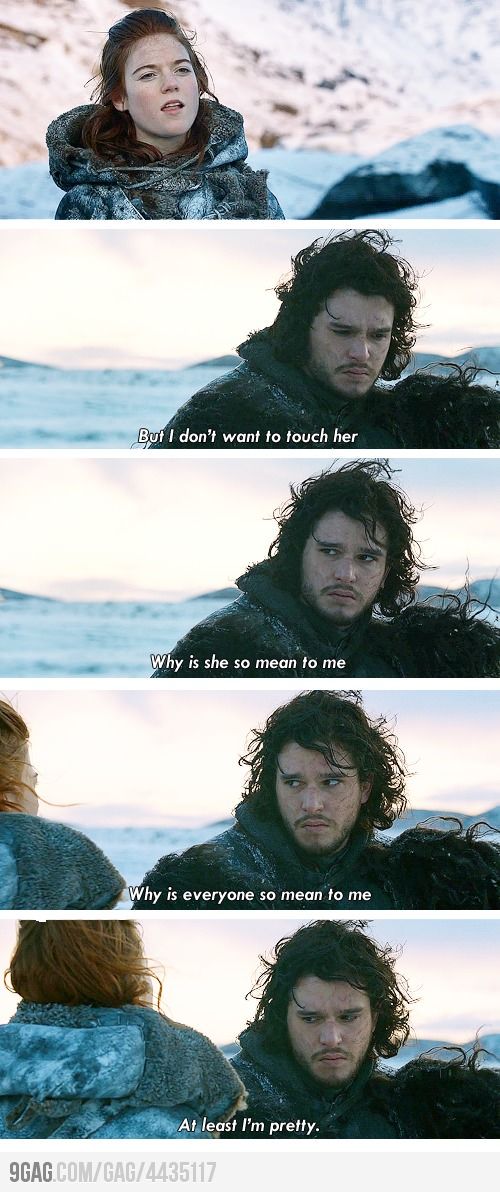 But I don't want to touch her
Why is she so mean to me
Why is everyone so mean to me
At least I'm pretty.
9GAG.COM/GAG/4435117